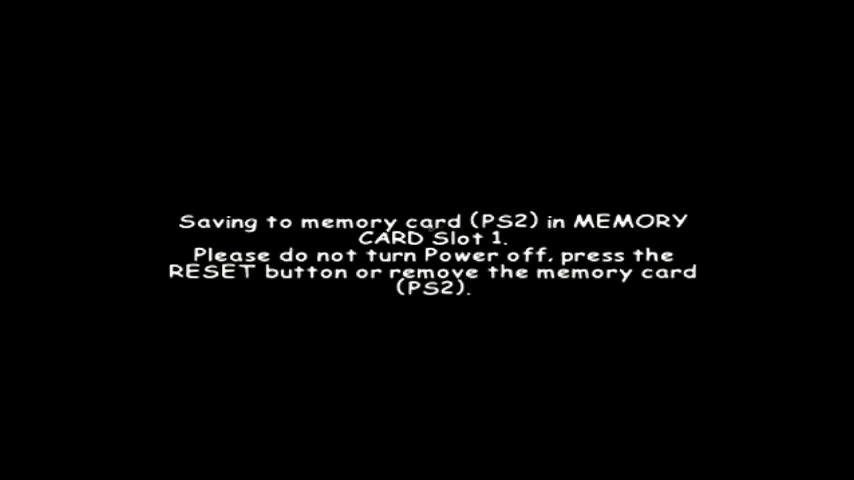 Saving to memory card (PS2) in MEMORY
CARD Slot 1.
Please do not turn Power off, press the
RESET button or remove the memory card
(PS2).